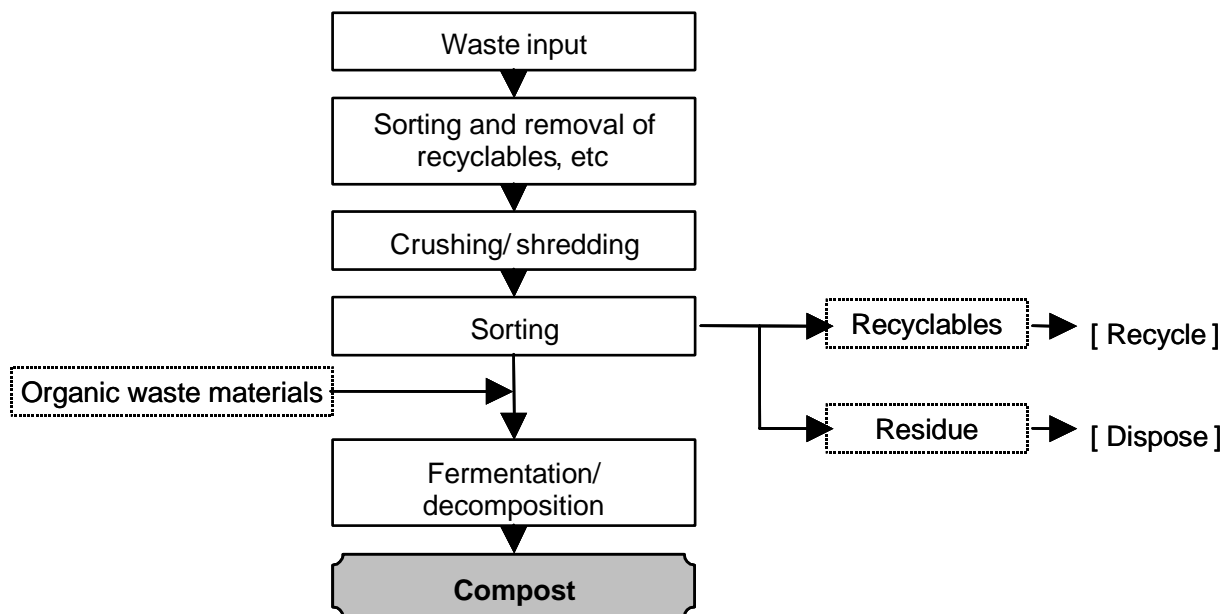 Waste input
Sorting and removal of
recyclables, etc
Crushing/ shredding
Sorting
Recyclables
[ Recycle ]
Organic waste materials
Residue
[ Dispose ]
Fermentation/
decomposition
Compost